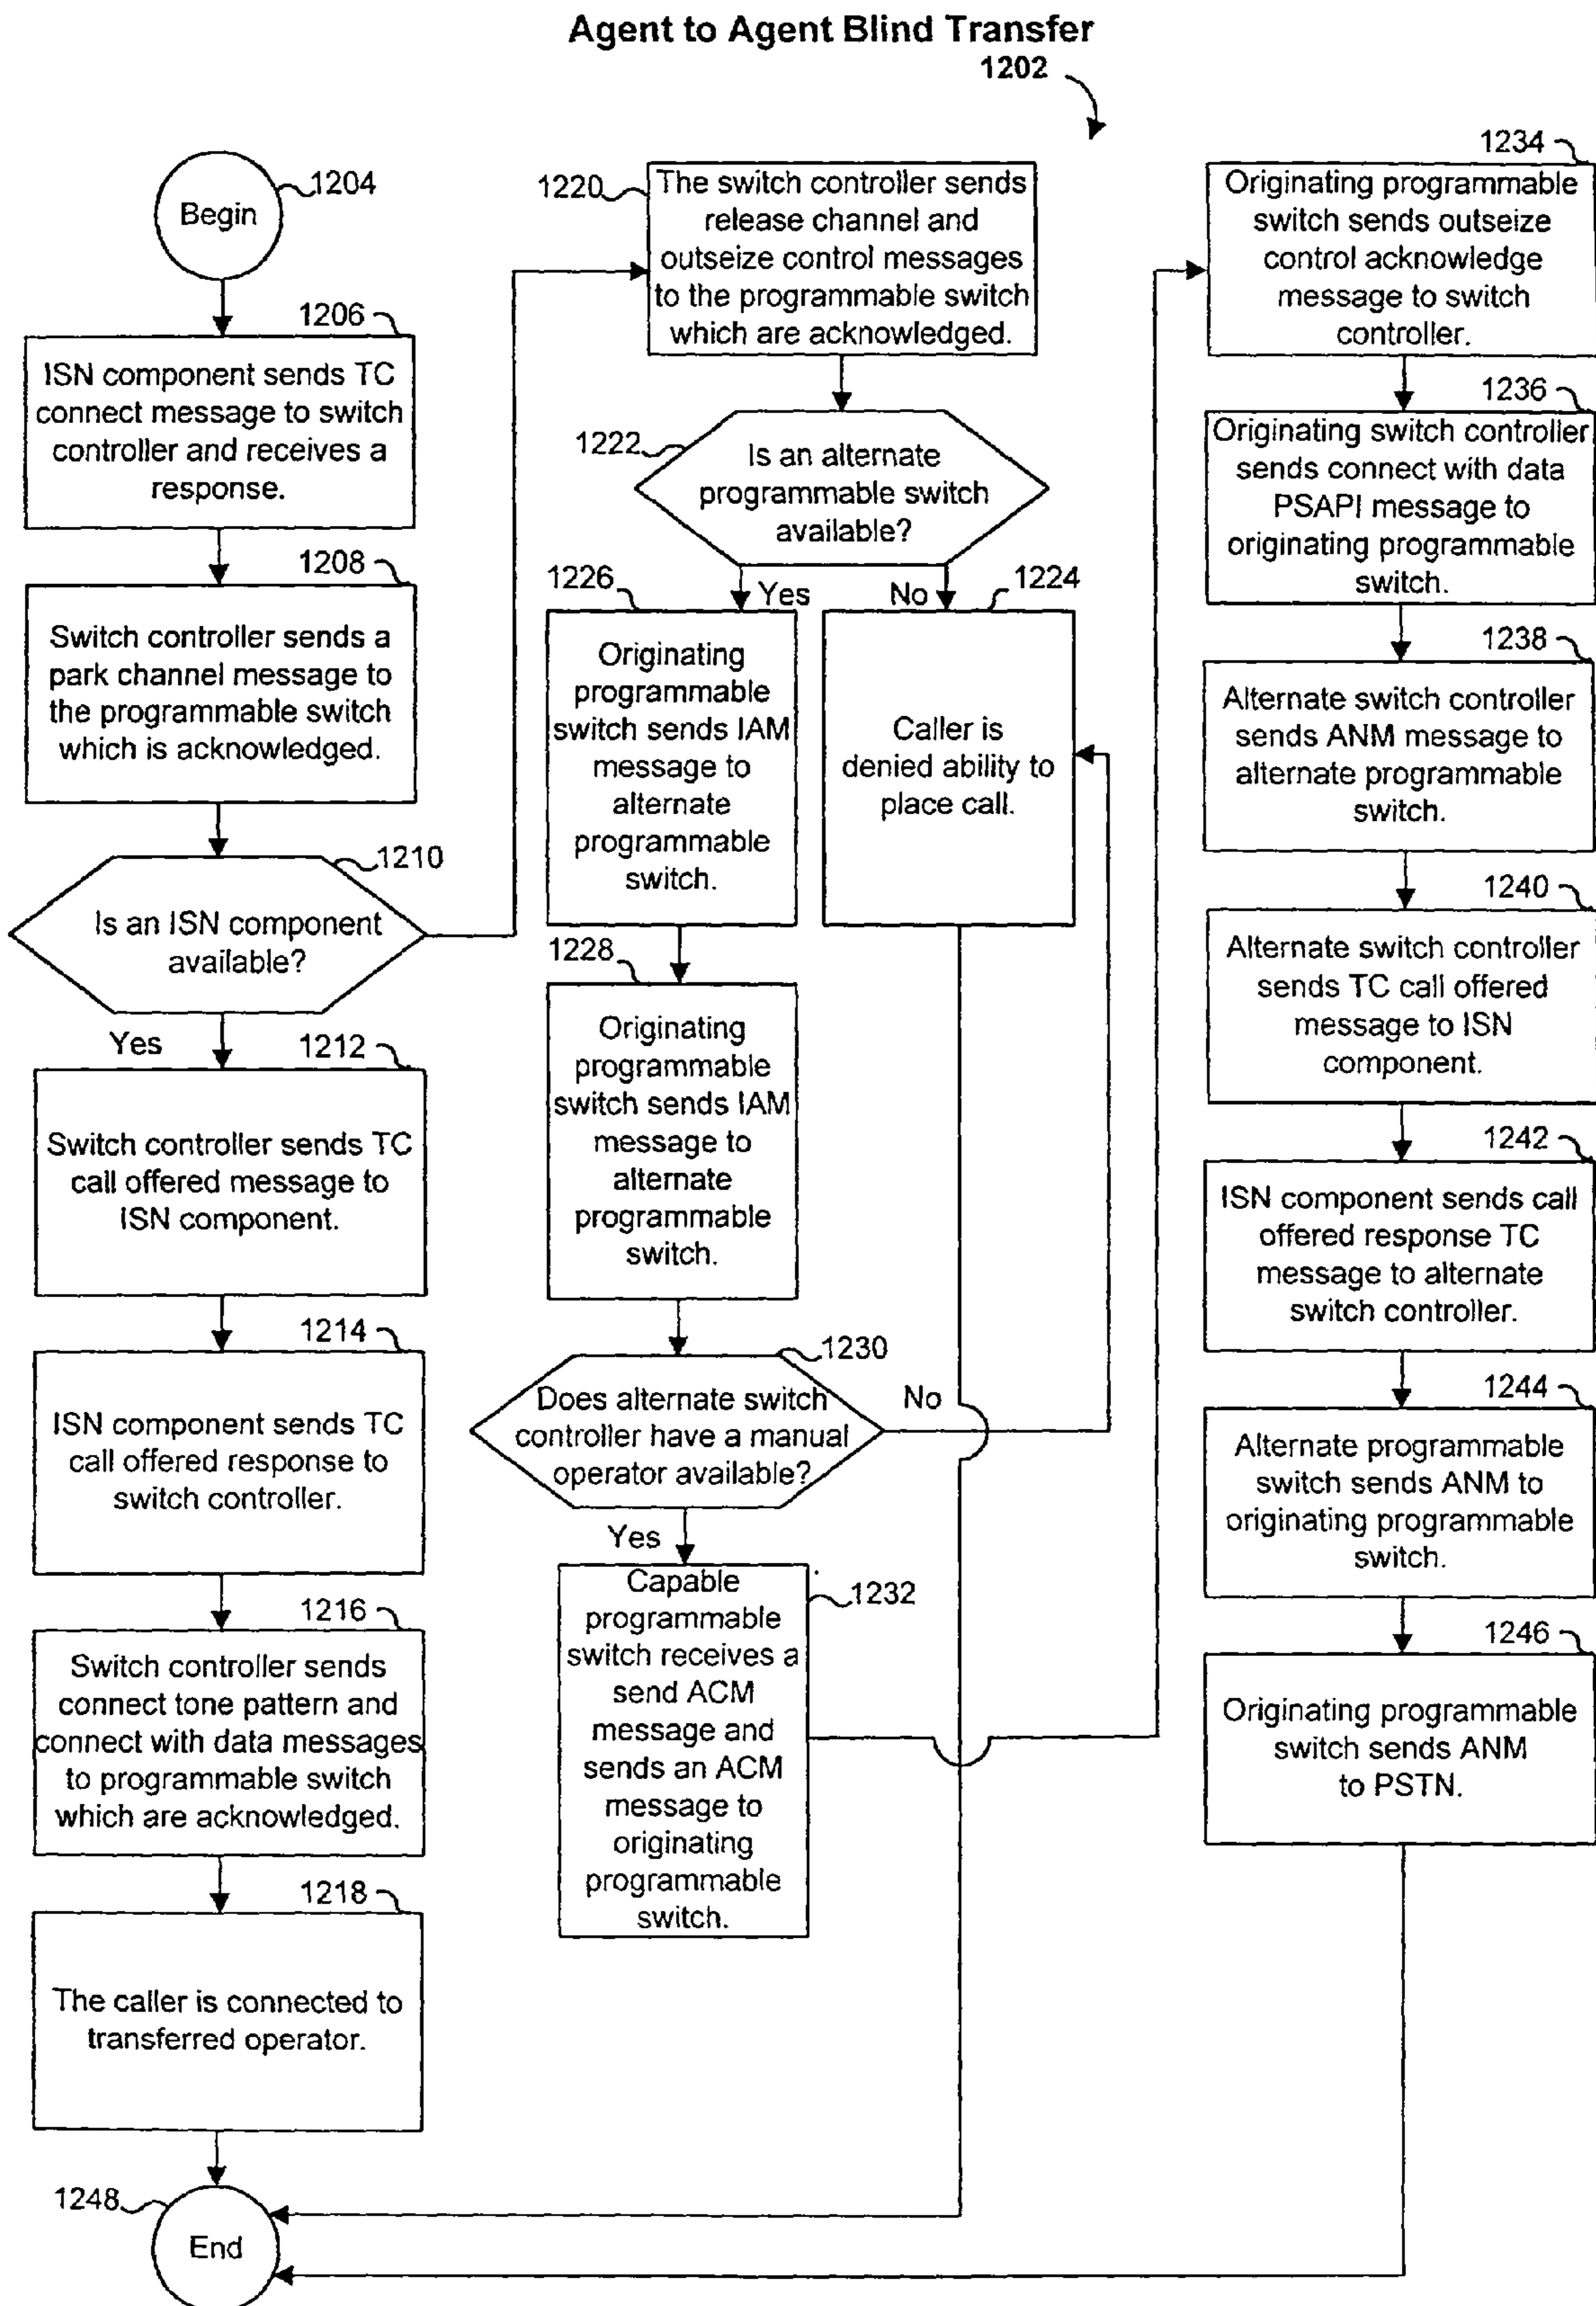 Agent to Agent Blind Transfer
1202
1204
Begin
1206
ISN component sends TC
connect message to switch
controller and receives a
response.
1208
Switch controller sends a
park channel message to
the programmable switch
which is acknowledged.
1210
Is an ISN component
available?
Yes
1212
Switch controller sends TC
call offered message to
ISN component.
1214
ISN component sends TC
call offered response to
switch controller.
1216
Switch controller sends
connect tone pattern and
connect with data messages
to programmable switch
which are acknowledged.
1218
The caller is connected to
transferred operator.
1248
End
1220
The switch controller sends
release channel and
outseize control messages
to the programmable switch
which are acknowledged.
1222
Is an alternate
programmable switch
available?
1226
Yes
No
1224
Originating
programmable
switch sends IAM
message to
alternate
programmable
switch.
Caller is
denied ability to
place call.
1228
Originating
programmable
switch sends IAM
message to
alternate
programmable
switch.
1230
Does alternate switch
controller have a manual
operator available?
No
Yes
1232
Capable
programmable
switch receives a
send ACM
message and
sends an ACM
message to
originating
programmable
switch.
1234
Originating programmable
switch sends outseize
control acknowledge
message to switch
controller.
1236
Originating switch controller
sends connect with data
PSAPI message to
originating programmable
switch.
1238
Alternate switch controller
sends ANM message to
alternate programmable
switch.
1240
Alternate switch controller
sends TC call offered
message to ISN
component.
1242
ISN component sends call
offered response TC
message to alternate
switch controller.
1244
Alternate programmable
switch sends ANM to
originating programmable
switch.
1246
Originating programmable
switch sends ANM
to PSTN.